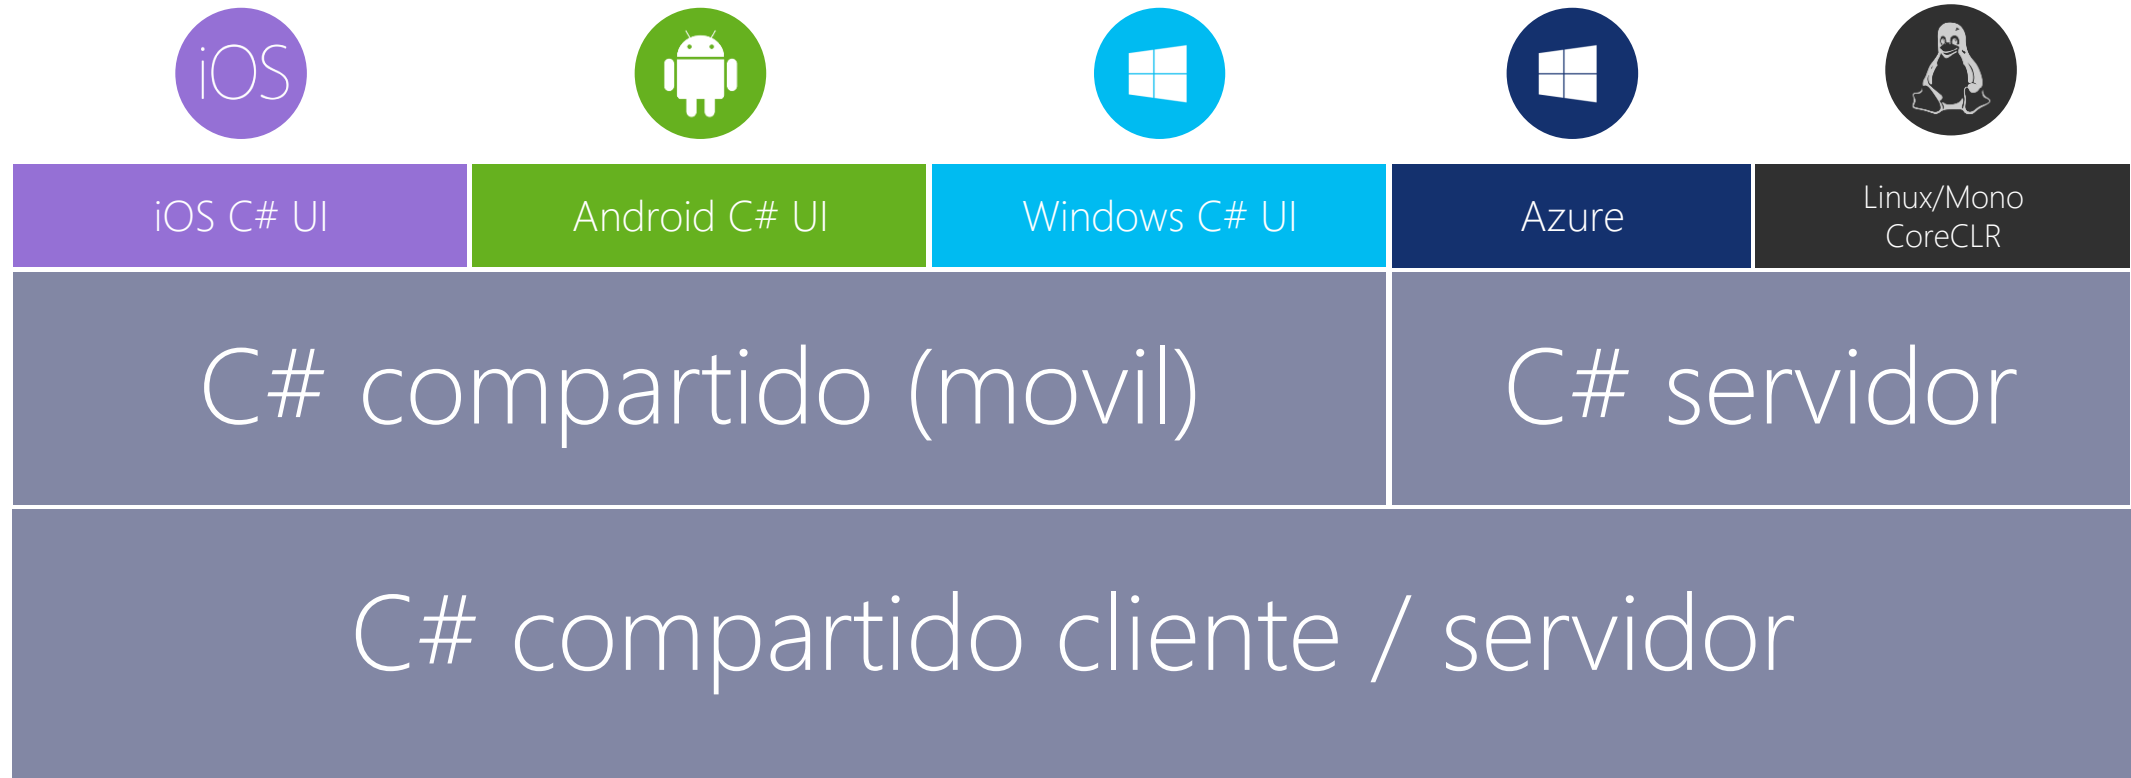 iOS
iOS C# UI
Android C# UI
Windows C# UI
Azure
Linux/Mono
CoreCLR
C# compartido (movil)
C# servidor
C# compartido cliente / servidor